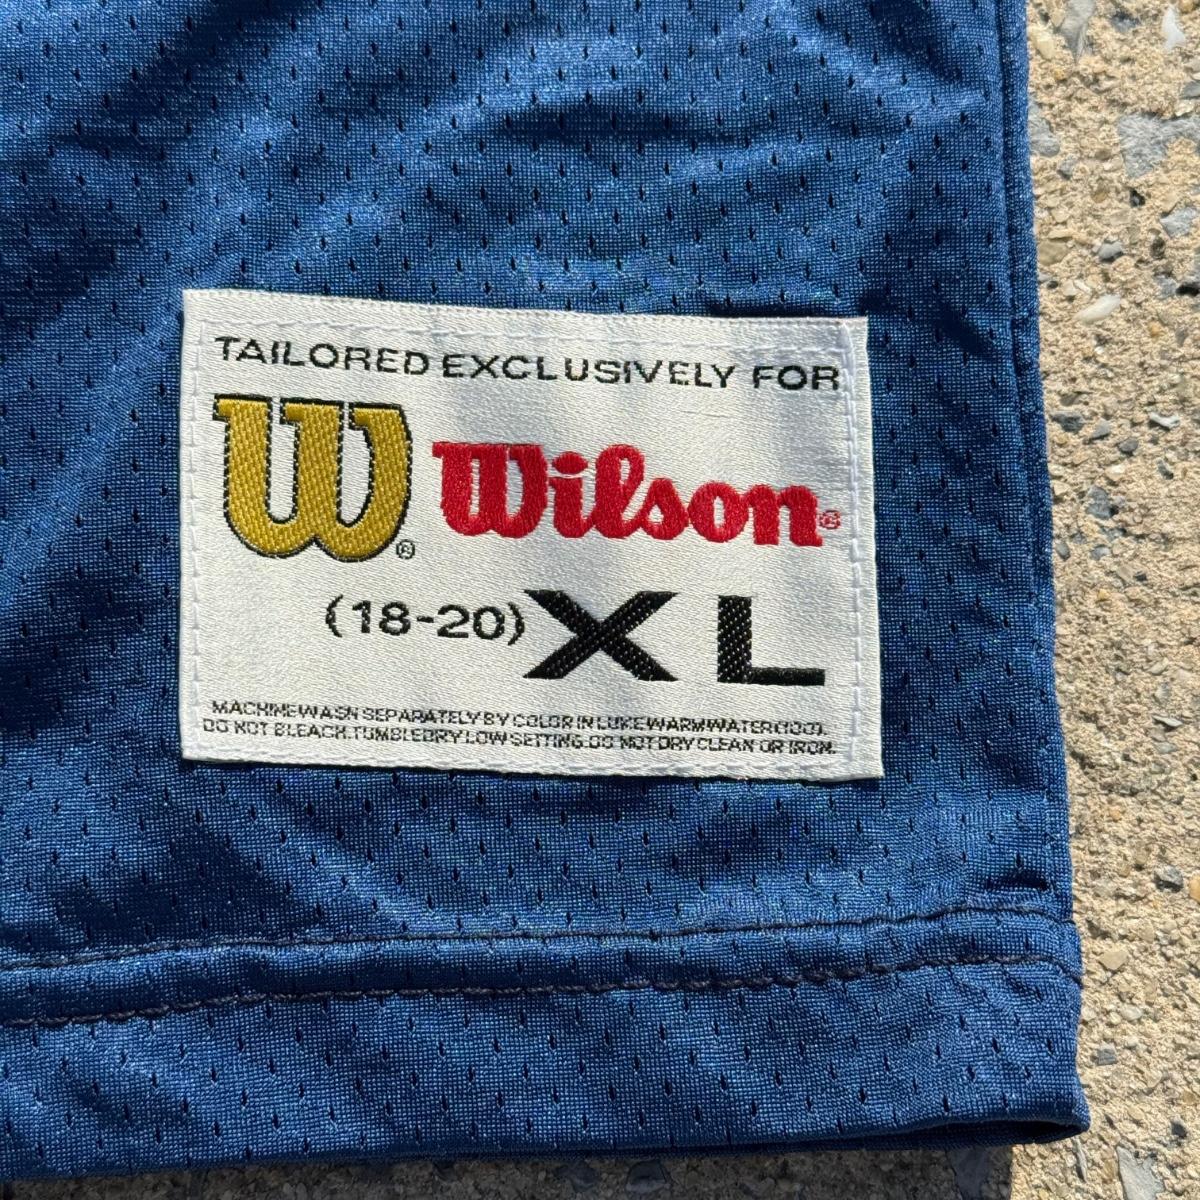 TAILORED EXCLUSIVELY FOR
W® Wilson®
(18-20) XL
MACHINE WASH SEPARATELY BY COLOR IN LUKEWARM WATER (100).
DO NOT BLEACH. TUMBLE DRY LOW SETTING. DO NOT DRY CLEAN OR IRON.